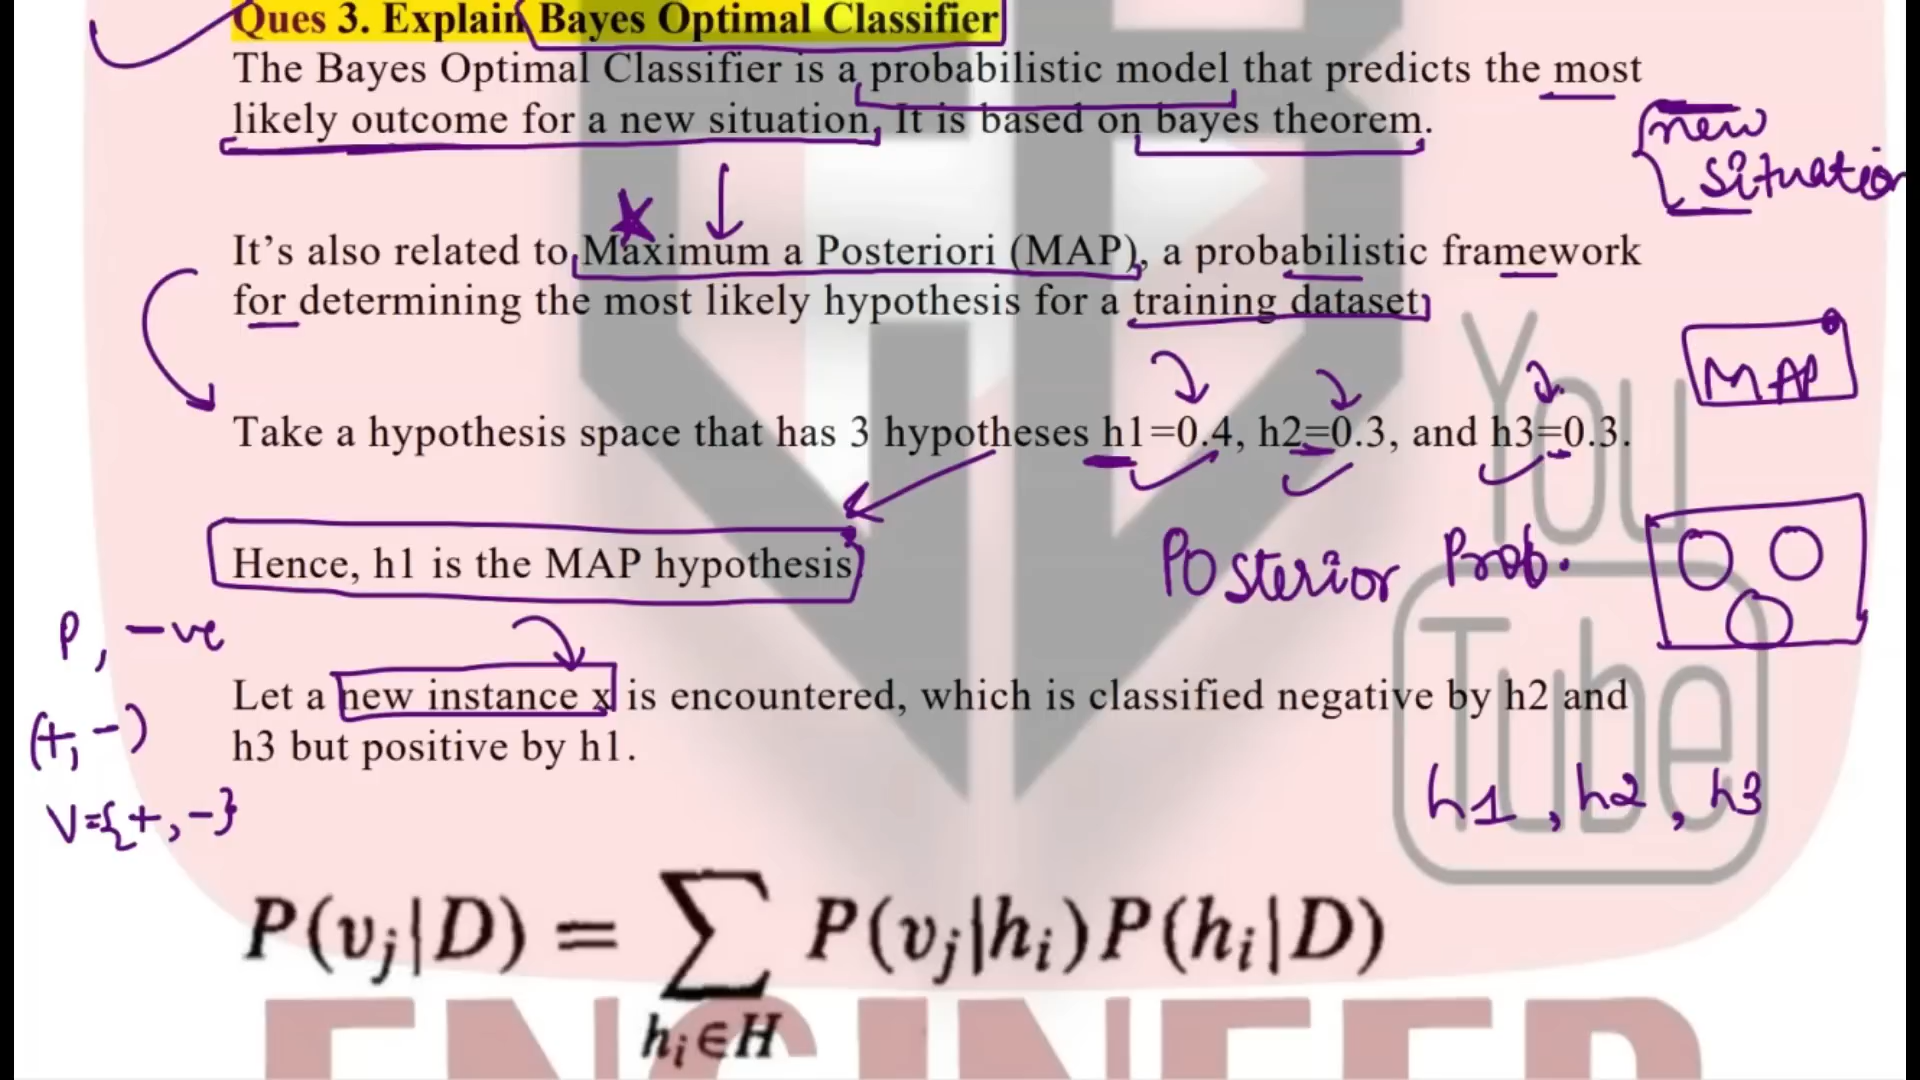 Ques 3. Explain Bayes Optimal Classifier
The Bayes Optimal Classifier is a probabilistic model that predicts the most
likely outcome for a new situation. It is based on bayes theorem.
new
situation
It's also related to Maximum a Posteriori (MAP), a probabilistic framework
for determining the most likely hypothesis for a training dataset
MAP
Take a hypothesis space that has 3 hypotheses h1=0.4, h2=0.3, and h3=0.3.
Hence, h1 is the MAP hypothesis
Posterior Prob.
P, -ve
Let a new instance x is encountered, which is classified negative by h2 and
(+, -)
h3 but positive by h1.
V={+, -}
h1, h2, h3
P(vⱼ|D) = ∑ P(vⱼ|hᵢ)P(hᵢ|D)
hᵢ∈H
You
Tube
ENGINEER